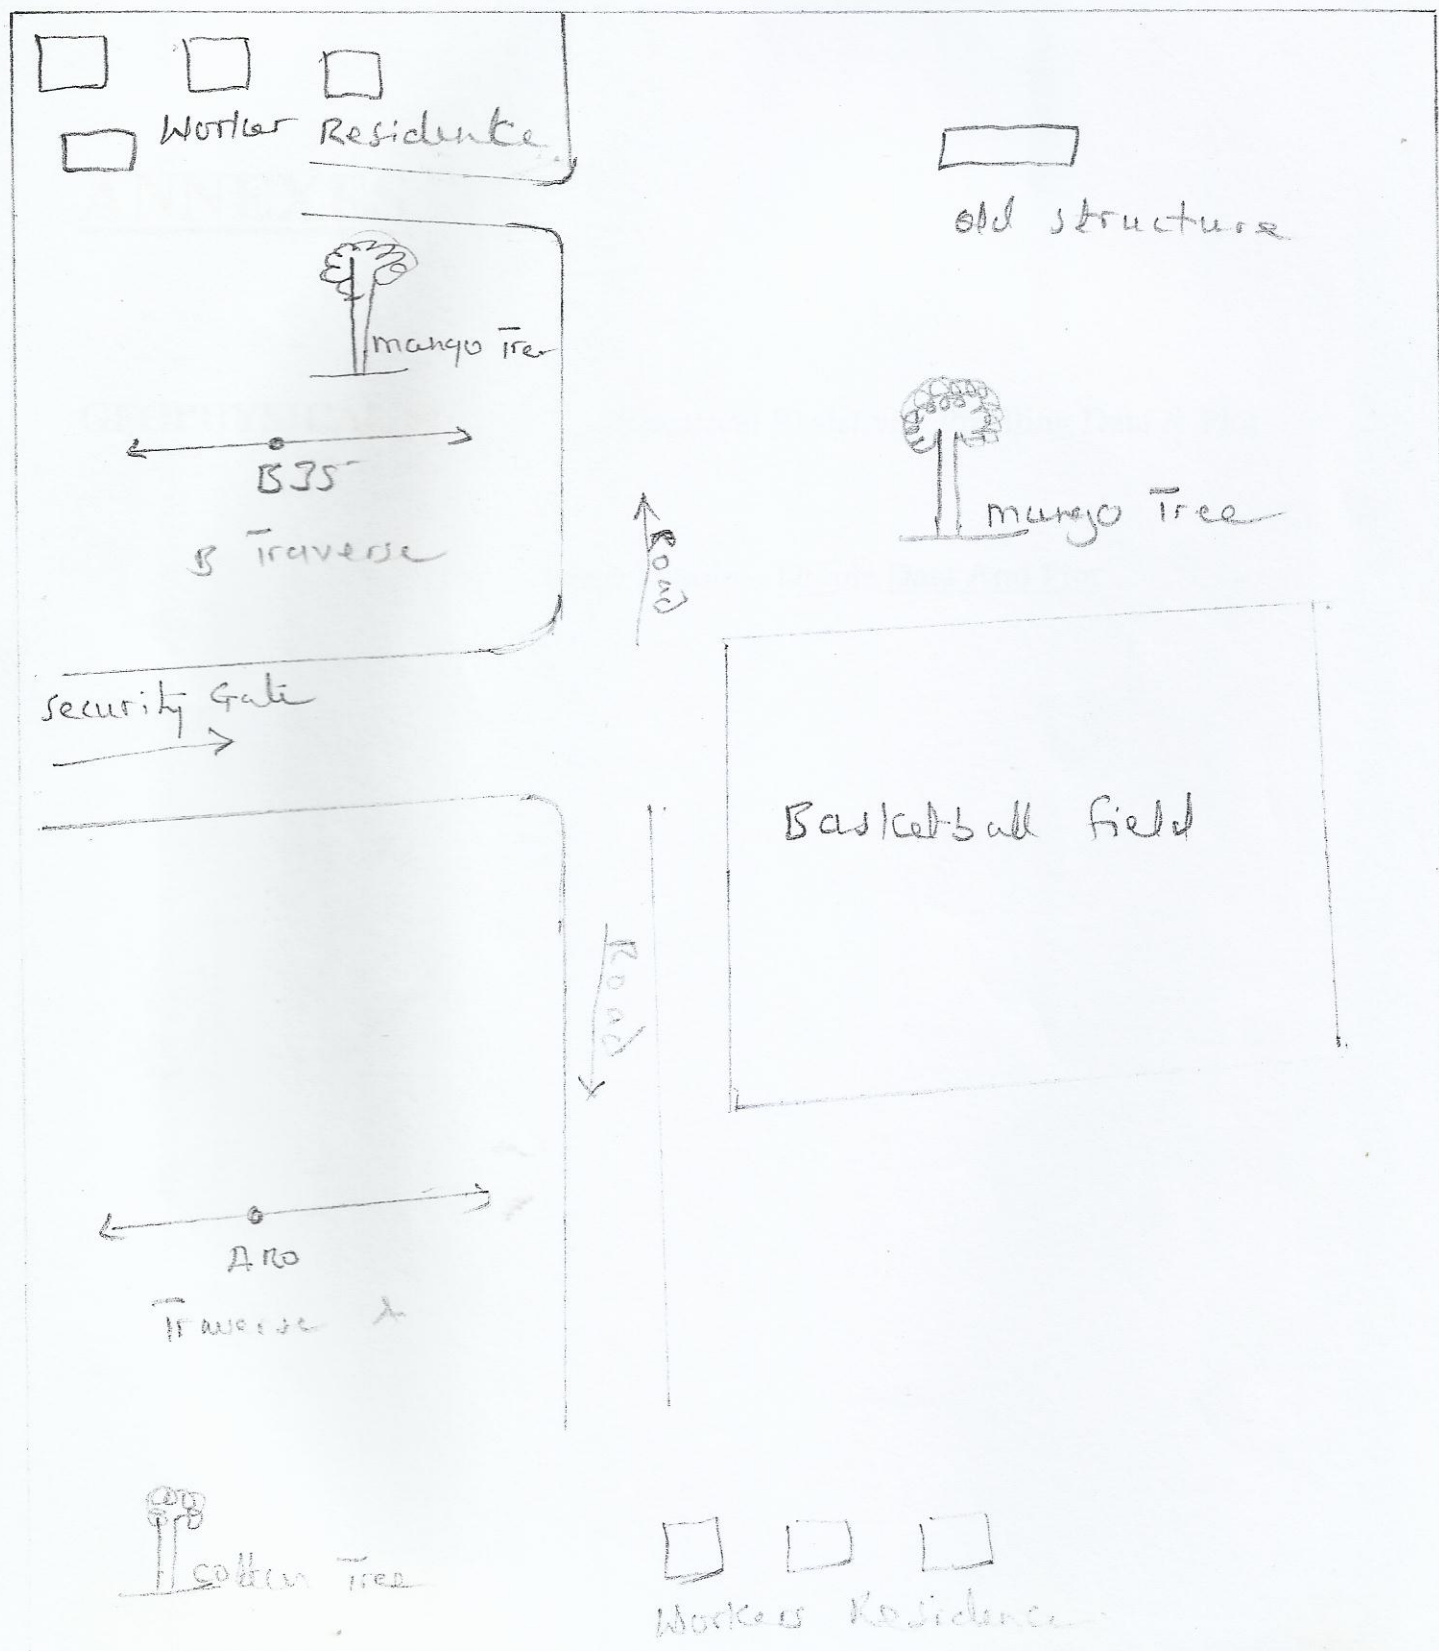 Worker Residence
old structure
mango Tree
B35
mango Tree
B Traverse
Road
security Gate
Basketball field
Road
Traverse A
cotton Tree
Workers Residence